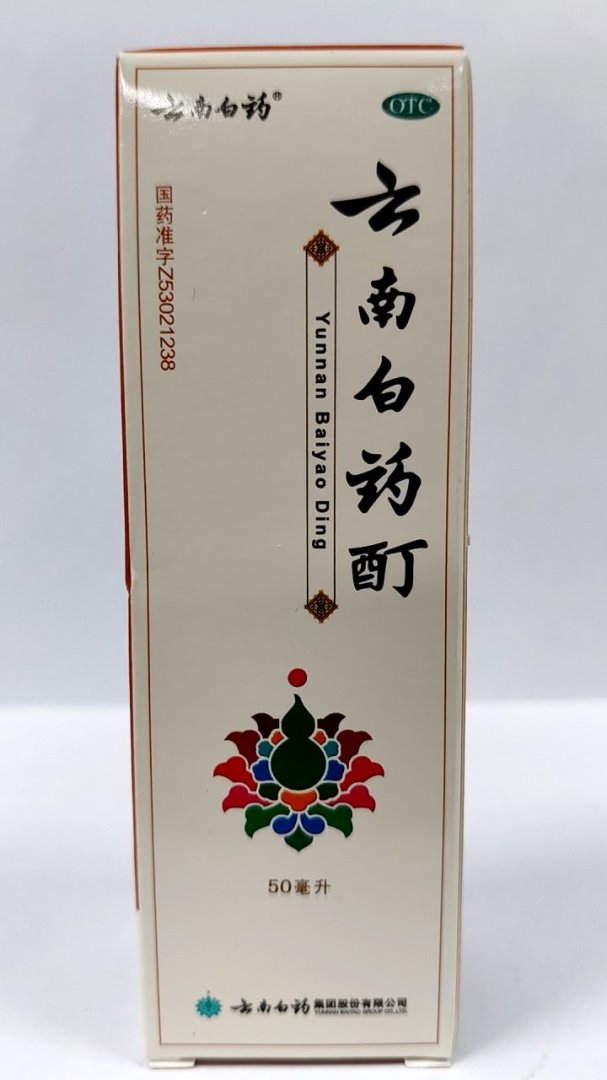 云南白药®
OTC
云南白药酊
Yunnan Baiyao Ding
国药准字Z53021238
50毫升
云南白药集团股份有限公司
YUNNAN BAIYAO GROUP CO.,LTD.